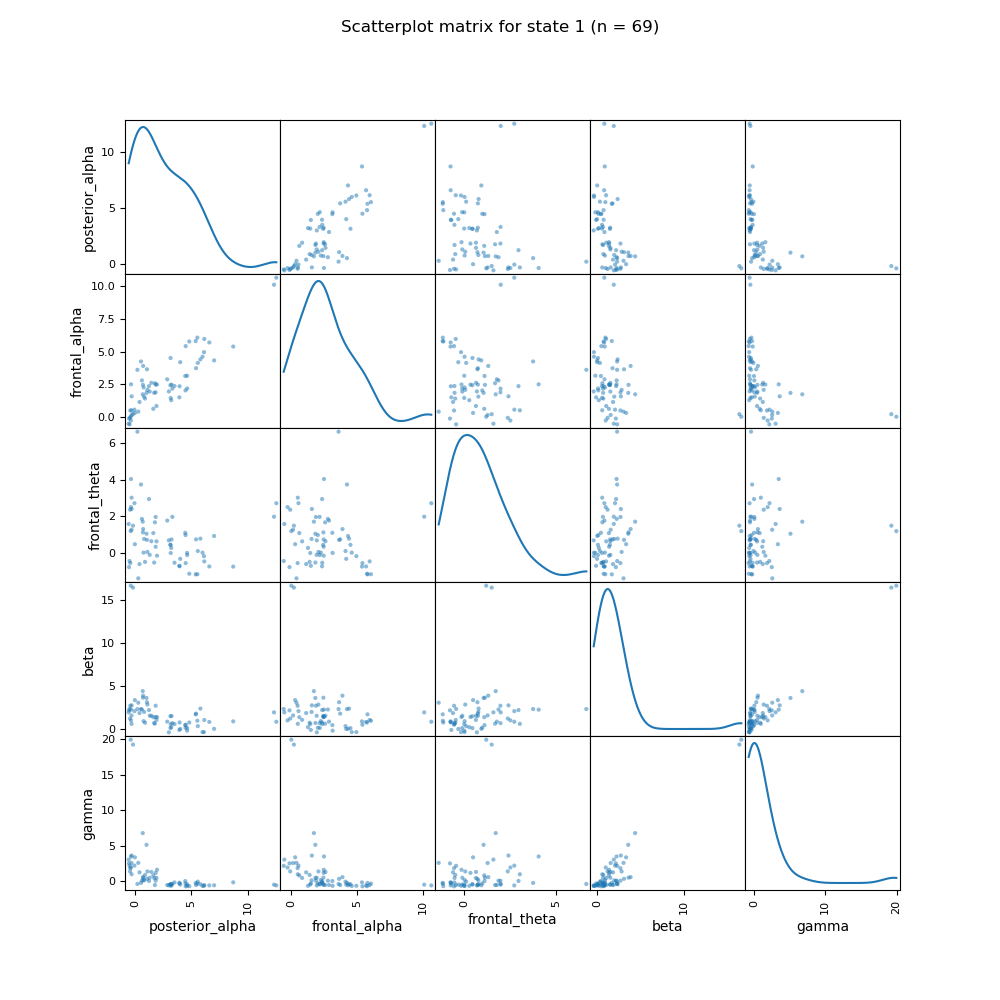 Scatterplot matrix for state 1 (n = 69)
posterior_alpha
10
5
0
frontal_alpha
10.0
7.5
5.0
2.5
0.0
frontal_theta
6
4
2
0
beta
15
10
5
0
gamma
20
15
10
5
0
0 5 10 0 5 10 0 5 0 10 0 10 20
posterior_alpha frontal_alpha frontal_theta beta gamma